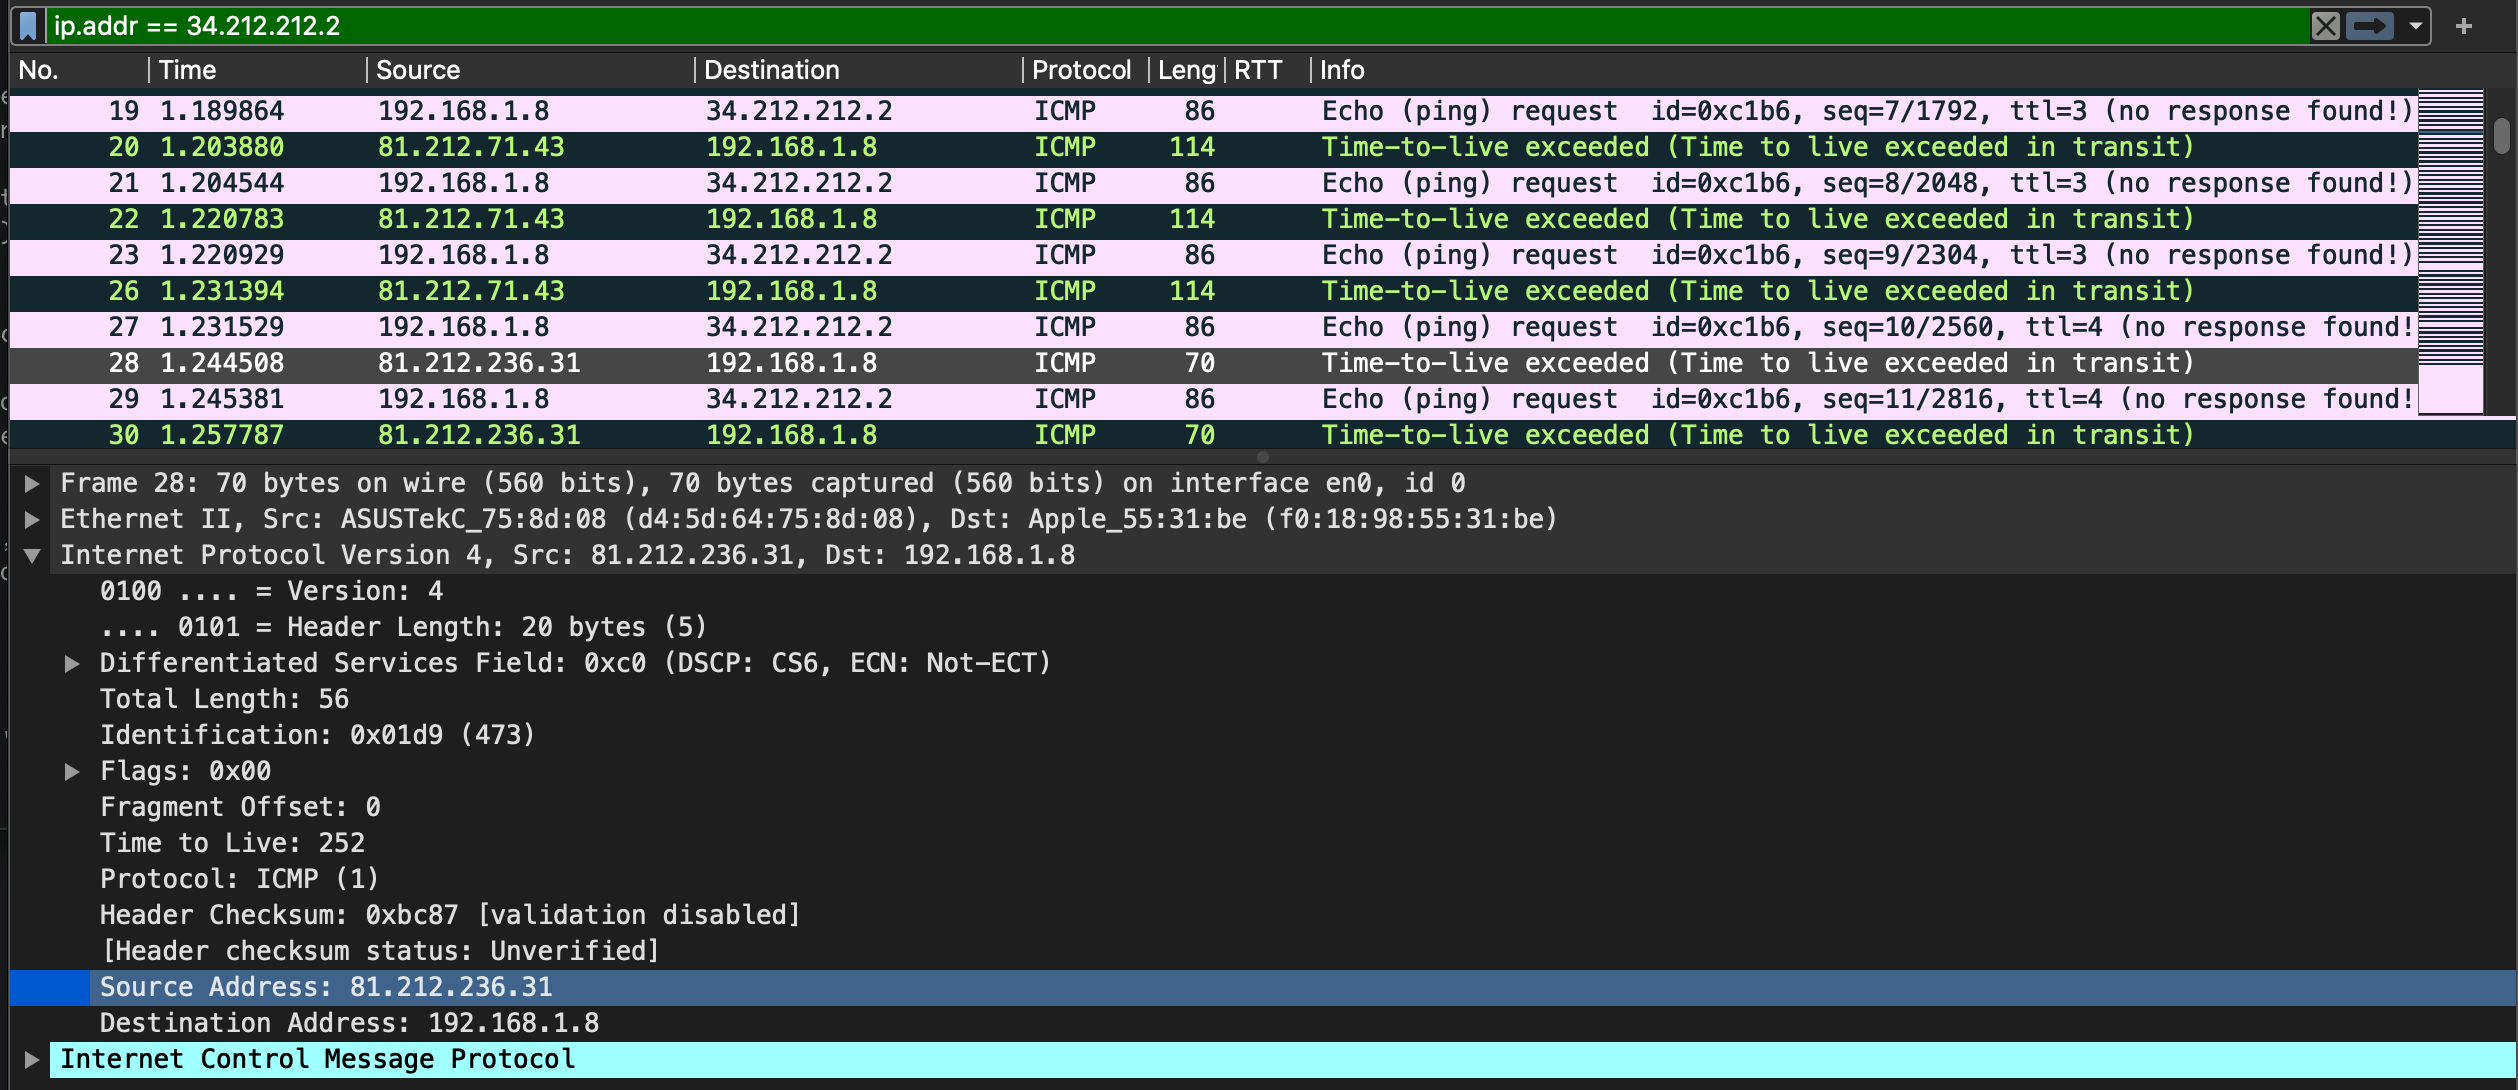 ip.addr == 34.212.212.2
No. Time Source Destination Protocol Leng RTT Info
19 1.189864 192.168.1.8 34.212.212.2 ICMP 86 Echo (ping) request id=0xc1b6, seq=7/1792, ttl=3 (no response found!)
20 1.203880 81.212.71.43 192.168.1.8 ICMP 114 Time-to-live exceeded (Time to live exceeded in transit)
21 1.204544 192.168.1.8 34.212.212.2 ICMP 86 Echo (ping) request id=0xc1b6, seq=8/2048, ttl=3 (no response found!)
22 1.220783 81.212.71.43 192.168.1.8 ICMP 114 Time-to-live exceeded (Time to live exceeded in transit)
23 1.220929 192.168.1.8 34.212.212.2 ICMP 86 Echo (ping) request id=0xc1b6, seq=9/2304, ttl=3 (no response found!)
26 1.231394 81.212.71.43 192.168.1.8 ICMP 114 Time-to-live exceeded (Time to live exceeded in transit)
27 1.231529 192.168.1.8 34.212.212.2 ICMP 86 Echo (ping) request id=0xc1b6, seq=10/2560, ttl=4 (no response found!
28 1.244508 81.212.236.31 192.168.1.8 ICMP 70 Time-to-live exceeded (Time to live exceeded in transit)
29 1.245381 192.168.1.8 34.212.212.2 ICMP 86 Echo (ping) request id=0xc1b6, seq=11/2816, ttl=4 (no response found!
30 1.257787 81.212.236.31 192.168.1.8 ICMP 70 Time-to-live exceeded (Time to live exceeded in transit)
Frame 28: 70 bytes on wire (560 bits), 70 bytes captured (560 bits) on interface en0, id 0
Ethernet II, Src: ASUSTekC_75:8d:08 (d4:5d:64:75:8d:08), Dst: Apple_55:31:be (f0:18:98:55:31:be)
Internet Protocol Version 4, Src: 81.212.236.31, Dst: 192.168.1.8
0100 .... = Version: 4
.... 0101 = Header Length: 20 bytes (5)
Differentiated Services Field: 0xc0 (DSCP: CS6, ECN: Not-ECT)
Total Length: 56
Identification: 0x01d9 (473)
Flags: 0x00
Fragment Offset: 0
Time to Live: 252
Protocol: ICMP (1)
Header Checksum: 0xbc87 [validation disabled]
[Header checksum status: Unverified]
Source Address: 81.212.236.31
Destination Address: 192.168.1.8
Internet Control Message Protocol